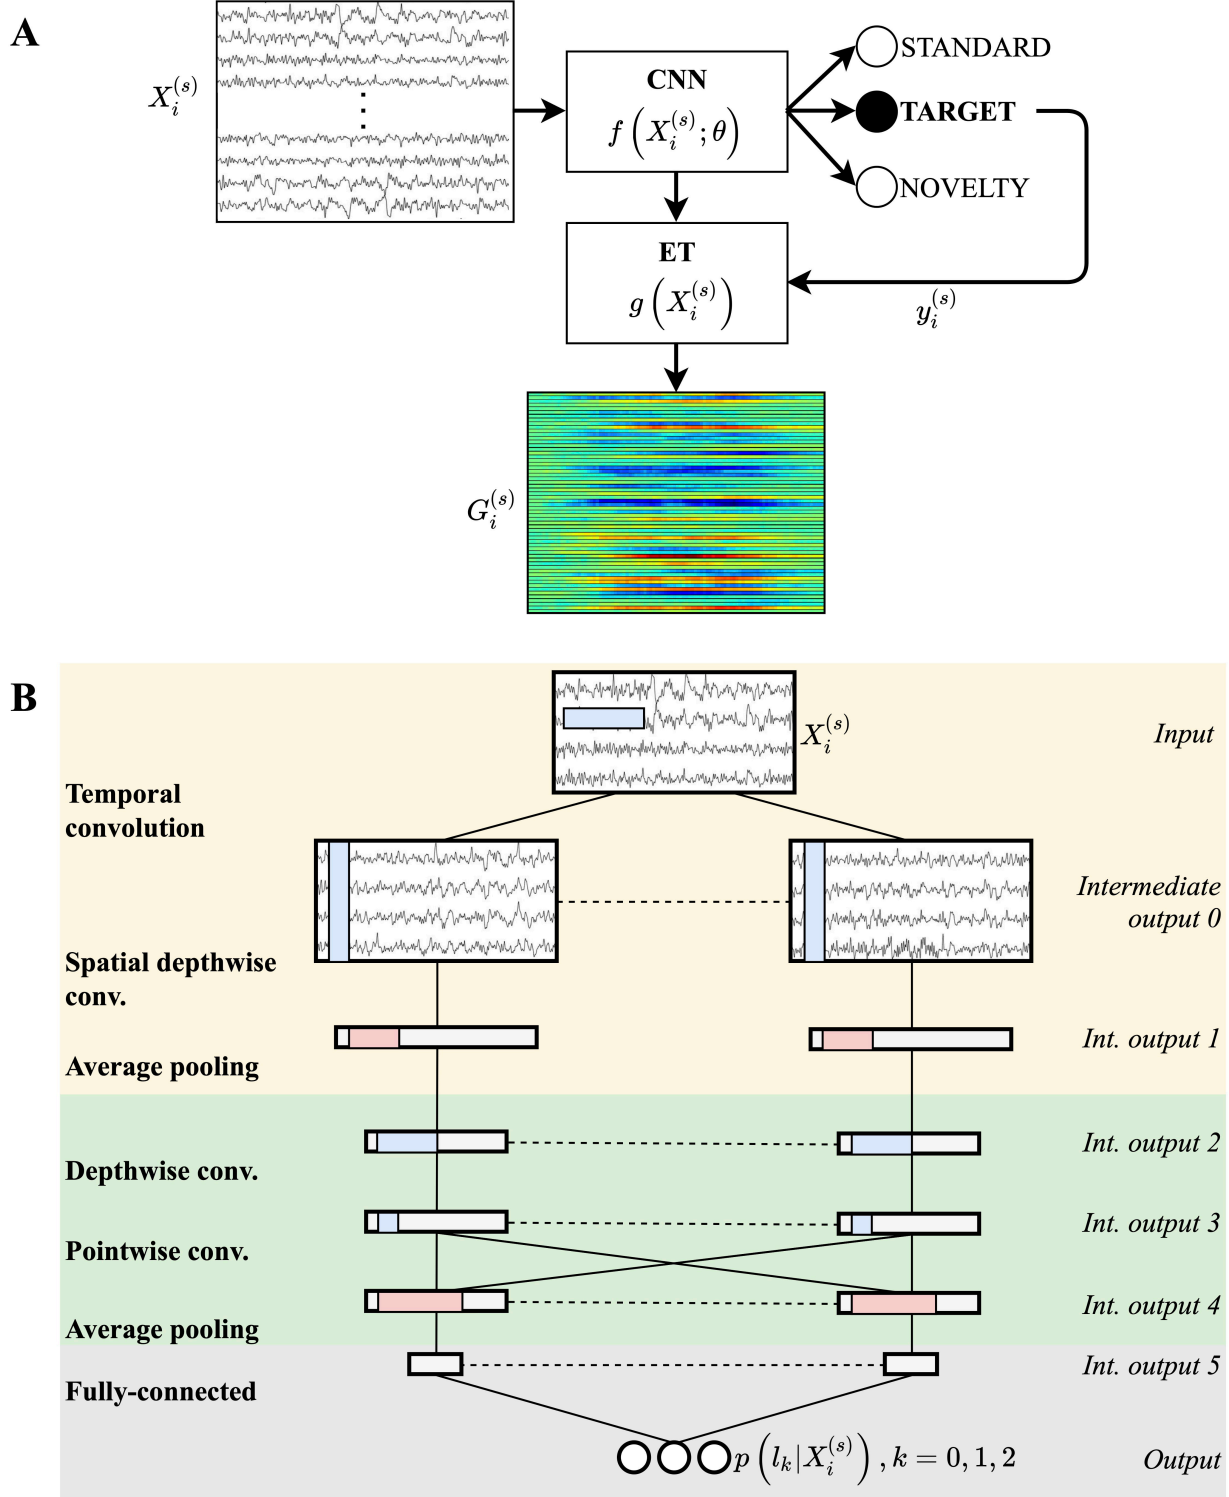 A
X_i^{(s)}
CNN
f(X_i^{(s)};θ)
STANDARD
TARGET
NOVELTY
ET
g(X_i^{(s)})
y_i^{(s)}
G_i^{(s)}
B
X_i^{(s)}
Input
Temporal
convolution
Intermediate
output 0
Spatial depthwise
conv.
Int. output 1
Average pooling
Int. output 2
Depthwise conv.
Int. output 3
Pointwise conv.
Int. output 4
Average pooling
Int. output 5
Fully-connected
p(l_k|X_i^{(s)}), k = 0, 1, 2
Output